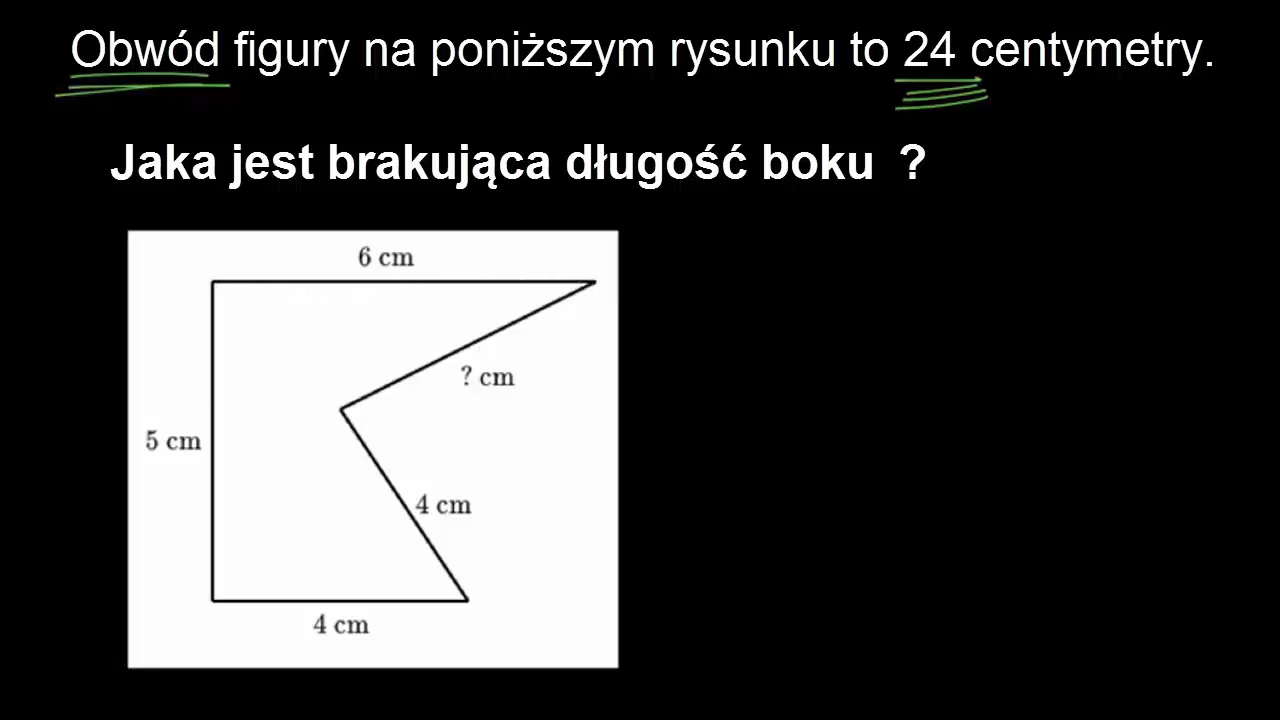 Obwód figury na poniższym rysunku to 24 centymetry.
Jaka jest brakująca długość boku ?
6 cm
? cm
5 cm
4 cm
4 cm